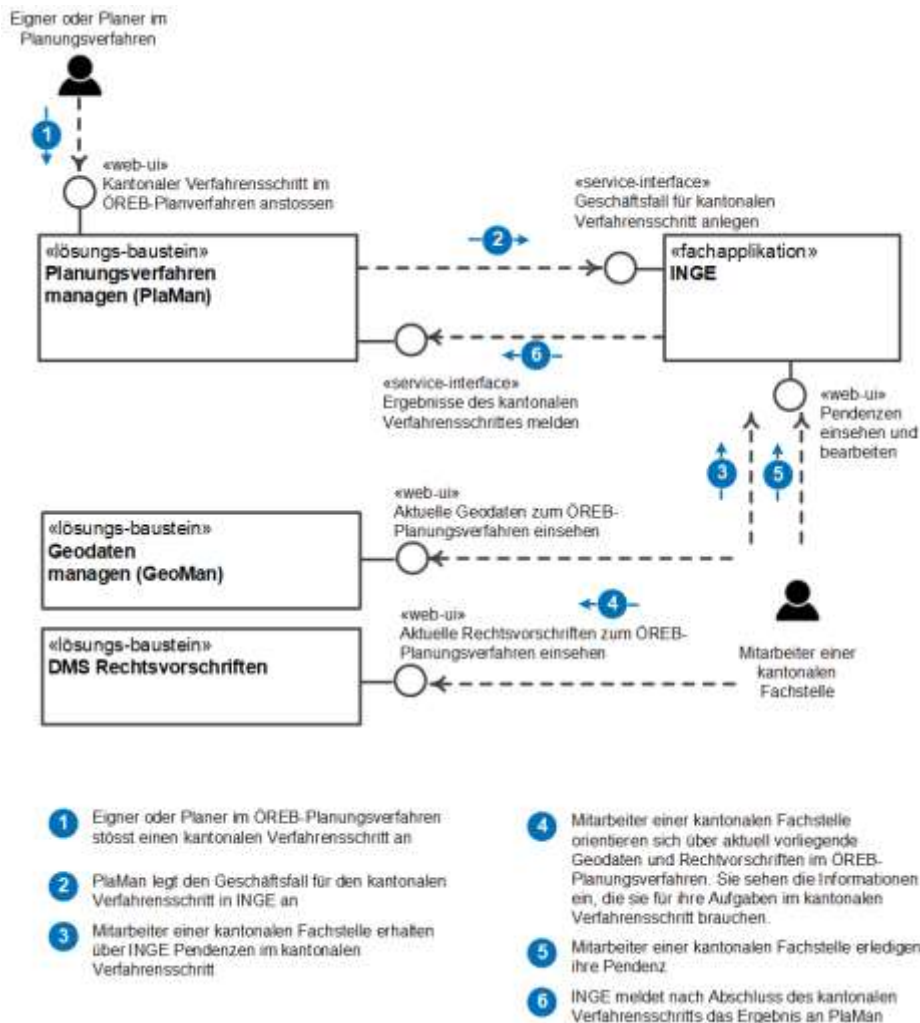 Eigner oder Planer im
Planungsverfahren
1
«web-ui»
Kantonaler Verfahrensschritt im
ÖREB-Planverfahren anstossen
«service-interface»
Geschäftsfall für kantonalen
Verfahrensschritt anlegen
2
«lösungs-baustein»
Planungsverfahren
managen (PlaMan)
«fachapplikation»
INGE
6
«service-interface»
Ergebnisse des kantonalen
Verfahrensschrittes melden
«web-ui»
Pendenzen
einsehen und
bearbeiten
3
5
«web-ui»
Aktuelle Geodaten zum ÖREB-
Planungsverfahren einsehen
«lösungs-baustein»
Geodaten
managen (GeoMan)
4
«web-ui»
Aktuelle Rechtsvorschriften zum ÖREB-
Planungsverfahren einsehen
«lösungs-baustein»
DMS Rechtsvorschriften
Mitarbeiter einer
kantonalen
Fachstelle
1 Eigner oder Planer im ÖREB-Planungsverfahren
stösst einen kantonalen Verfahrensschritt an
2 PlaMan legt den Geschäftsfall für den kantonalen
Verfahrensschritt in INGE an
3 Mitarbeiter einer kantonalen Fachstelle erhalten
über INGE Pendenzen im kantonalen
Verfahrensschritt
4 Mitarbeiter einer kantonalen Fachstelle
orientieren sich über aktuell vorliegende
Geodaten und Rechtvorschriften im ÖREB-
Planungsverfahren. Sie sehen die Informationen
ein, die sie für ihre Aufgaben im kantonalen
Verfahrensschritt brauchen.
5 Mitarbeiter einer kantonalen Fachstelle erledigen
ihre Pendenz
6 INGE meldet nach Abschluss des kantonalen
Verfahrensschritts das Ergebnis an PlaMan